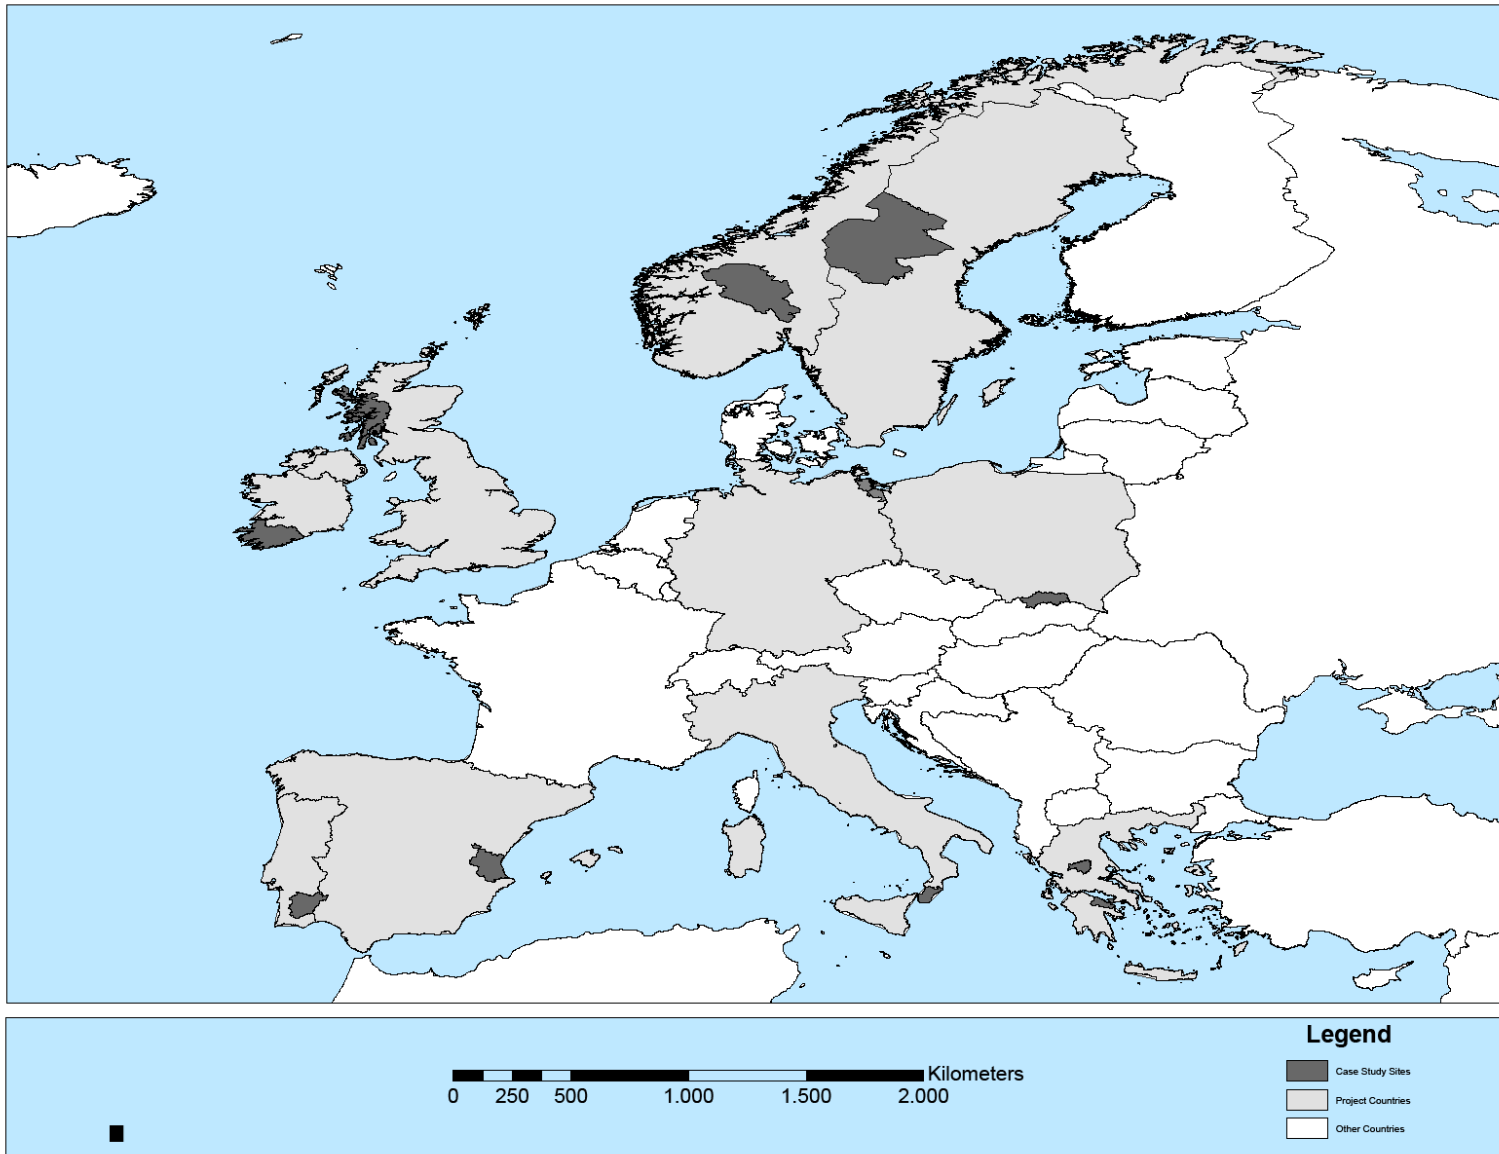 Legend
Case Study Sites
Project Countries
Other Countries
Kilometers
0 250 500 1.000 1.500 2.000